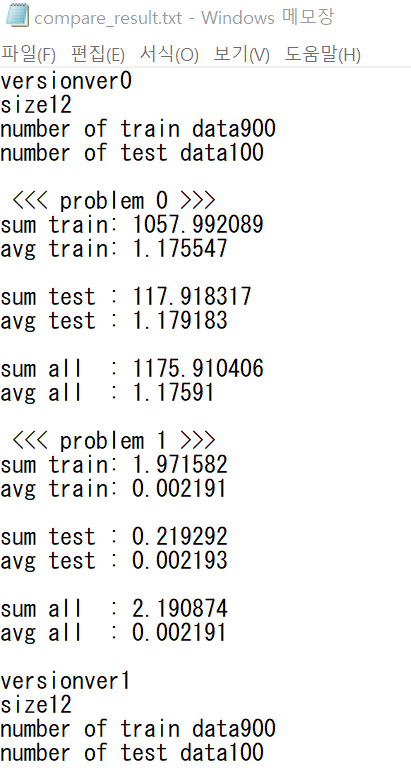 compare_result.txt - Windows 메모장
파일(F) 편집(E) 서식(O) 보기(V) 도움말(H)
versionver0
size12
number of train data900
number of test data100
<<< problem 0 >>>
sum train: 1057.992089
avg train: 1.175547
sum test : 117.918317
avg test : 1.179183
sum all  : 1175.910406
avg all  : 1.17591
<<< problem 1 >>>
sum train: 1.971582
avg train: 0.002191
sum test : 0.219292
avg test : 0.002193
sum all  : 2.190874
avg all  : 0.002191
versionver1
size12
number of train data900
number of test data100